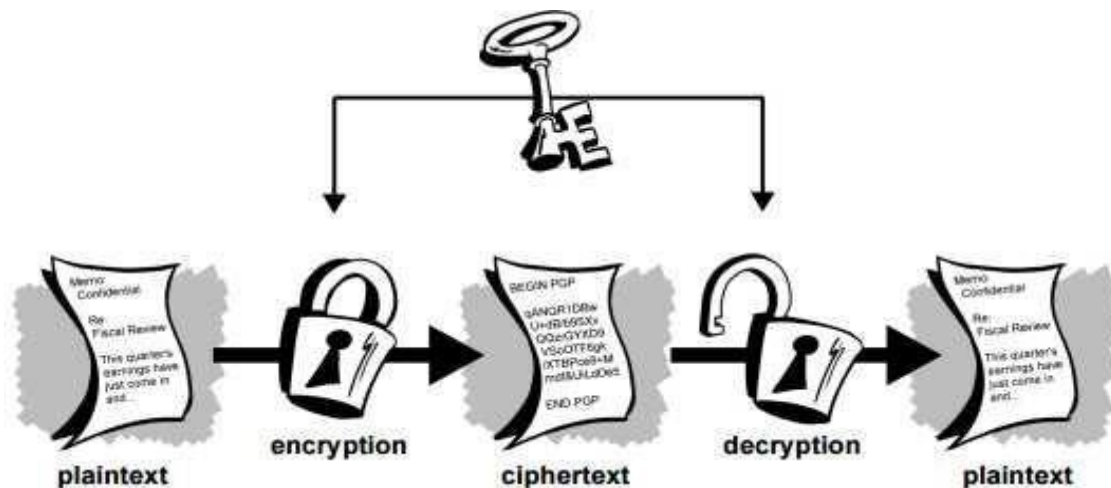 Memo
Confidential
Re:
Fiscal Review
This quarter's
earnings have
just come in
and...
plaintext
encryption
BEGIN PGP
END PGP
ciphertext
decryption
Memo
Confidential
Re:
Fiscal Review
This quarter's
earnings have
just come in
and...
plaintext